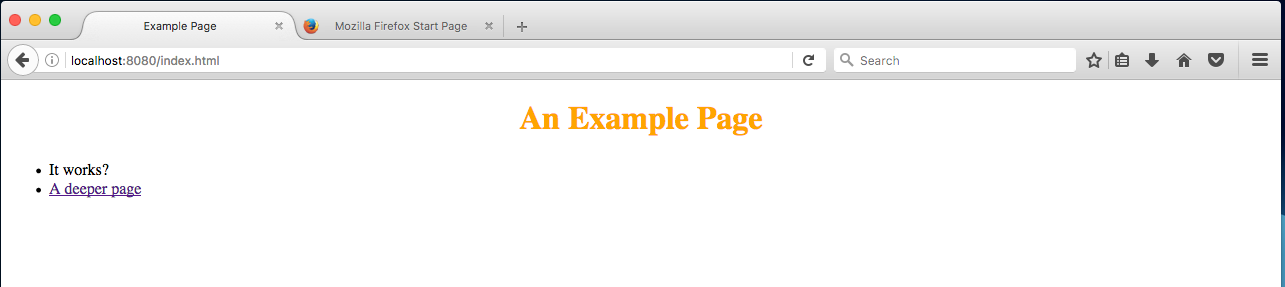 Example Page
Mozilla Firefox Start Page
localhost:8080/index.html
Search
An Example Page
It works?
A deeper page